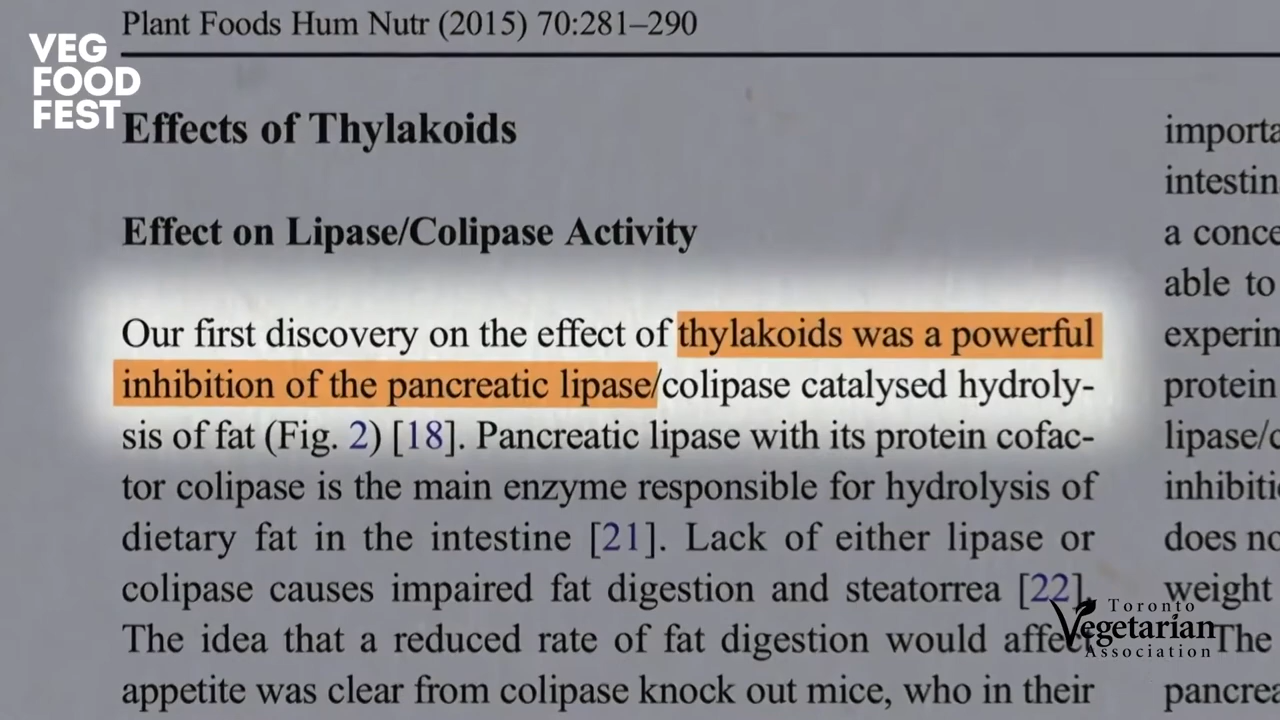 Plant Foods Hum Nutr (2015) 70:281–290
VEG
FOOD
FEST
Effects of Thylakoids
Effect on Lipase/Colipase Activity
Our first discovery on the effect of thylakoids was a powerful
inhibition of the pancreatic lipase/colipase catalysed hydroly-
sis of fat (Fig. 2) [18]. Pancreatic lipase with its protein cofac-
tor colipase is the main enzyme responsible for hydrolysis of
dietary fat in the intestine [21]. Lack of either lipase or
colipase causes impaired fat digestion and steatorrea [22].
The idea that a reduced rate of fat digestion would affect
appetite was clear from colipase knock out mice, who in their
importa
intestin
a conce
able to
experin
protein
lipase/c
inhibiti
does no
weight
The
pancrea
Toronto
Vegetarian
Association